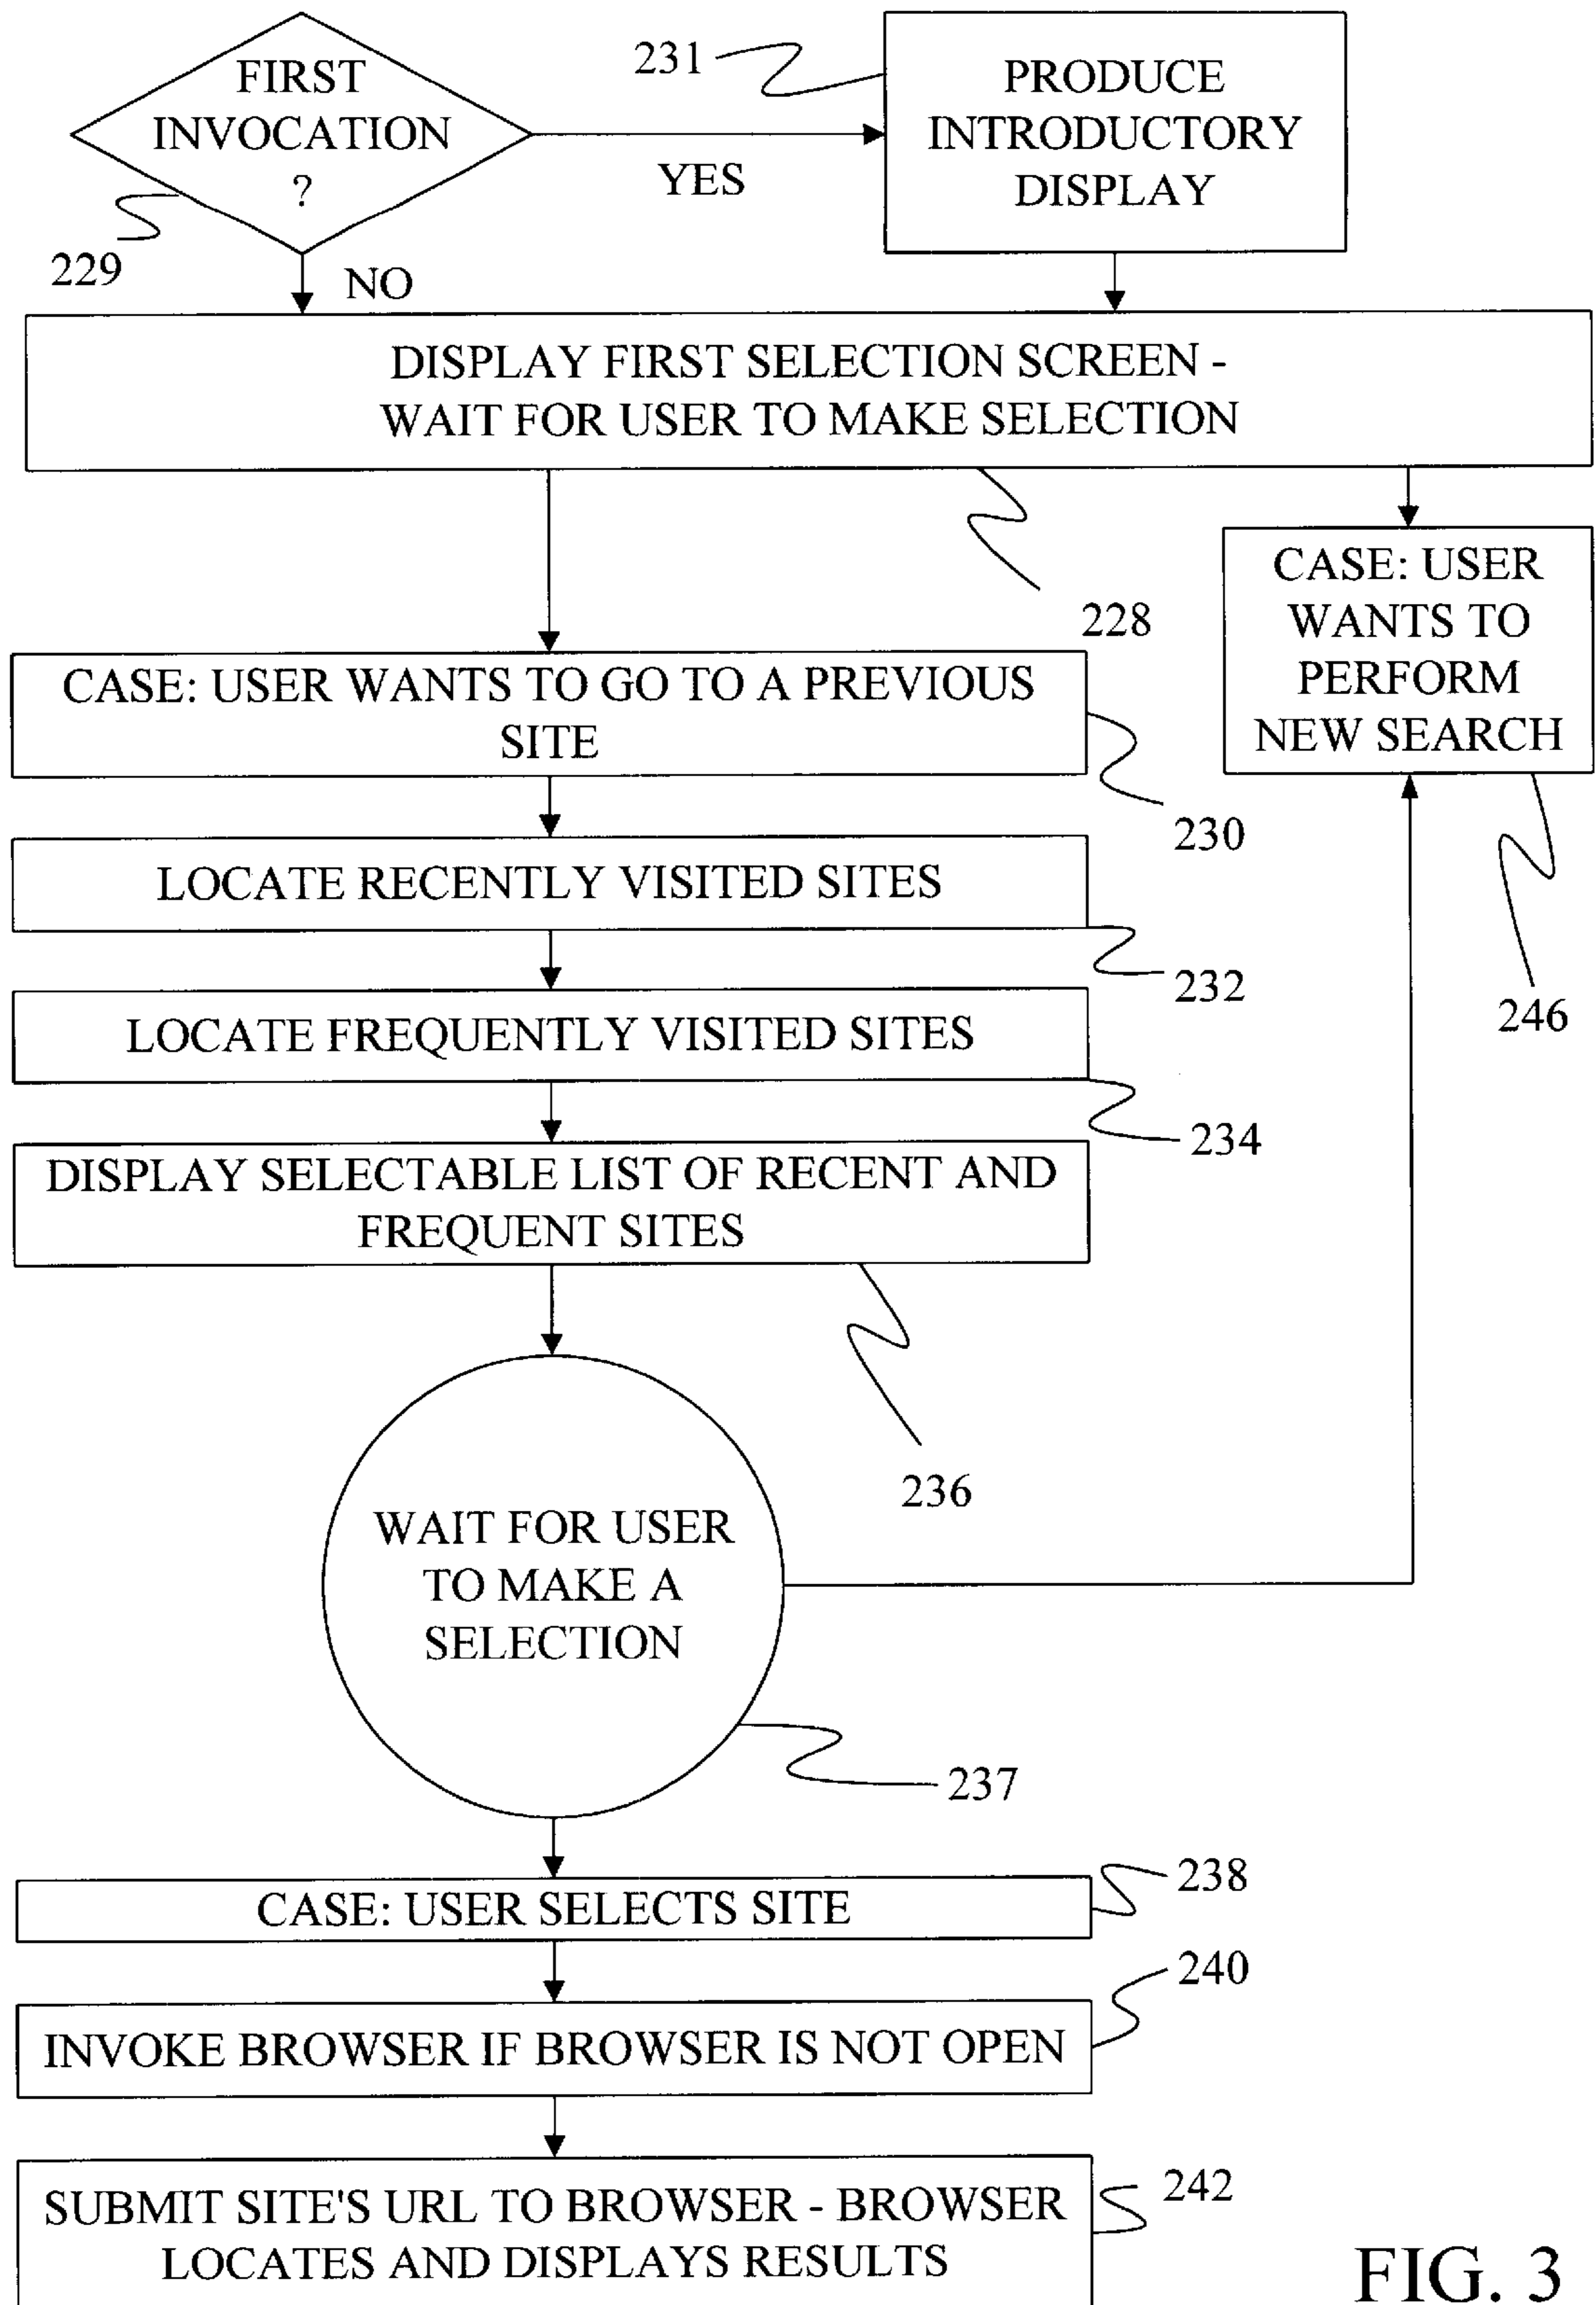 FIRST
INVOCATION
?
229
YES
NO
231
PRODUCE
INTRODUCTORY
DISPLAY
DISPLAY FIRST SELECTION SCREEN -
WAIT FOR USER TO MAKE SELECTION
228
CASE: USER
WANTS TO
PERFORM
NEW SEARCH
246
CASE: USER WANTS TO GO TO A PREVIOUS
SITE
230
LOCATE RECENTLY VISITED SITES
232
LOCATE FREQUENTLY VISITED SITES
234
DISPLAY SELECTABLE LIST OF RECENT AND
FREQUENT SITES
236
WAIT FOR USER
TO MAKE A
SELECTION
237
CASE: USER SELECTS SITE
238
INVOKE BROWSER IF BROWSER IS NOT OPEN
240
SUBMIT SITE'S URL TO BROWSER - BROWSER
LOCATES AND DISPLAYS RESULTS
242
FIG. 3